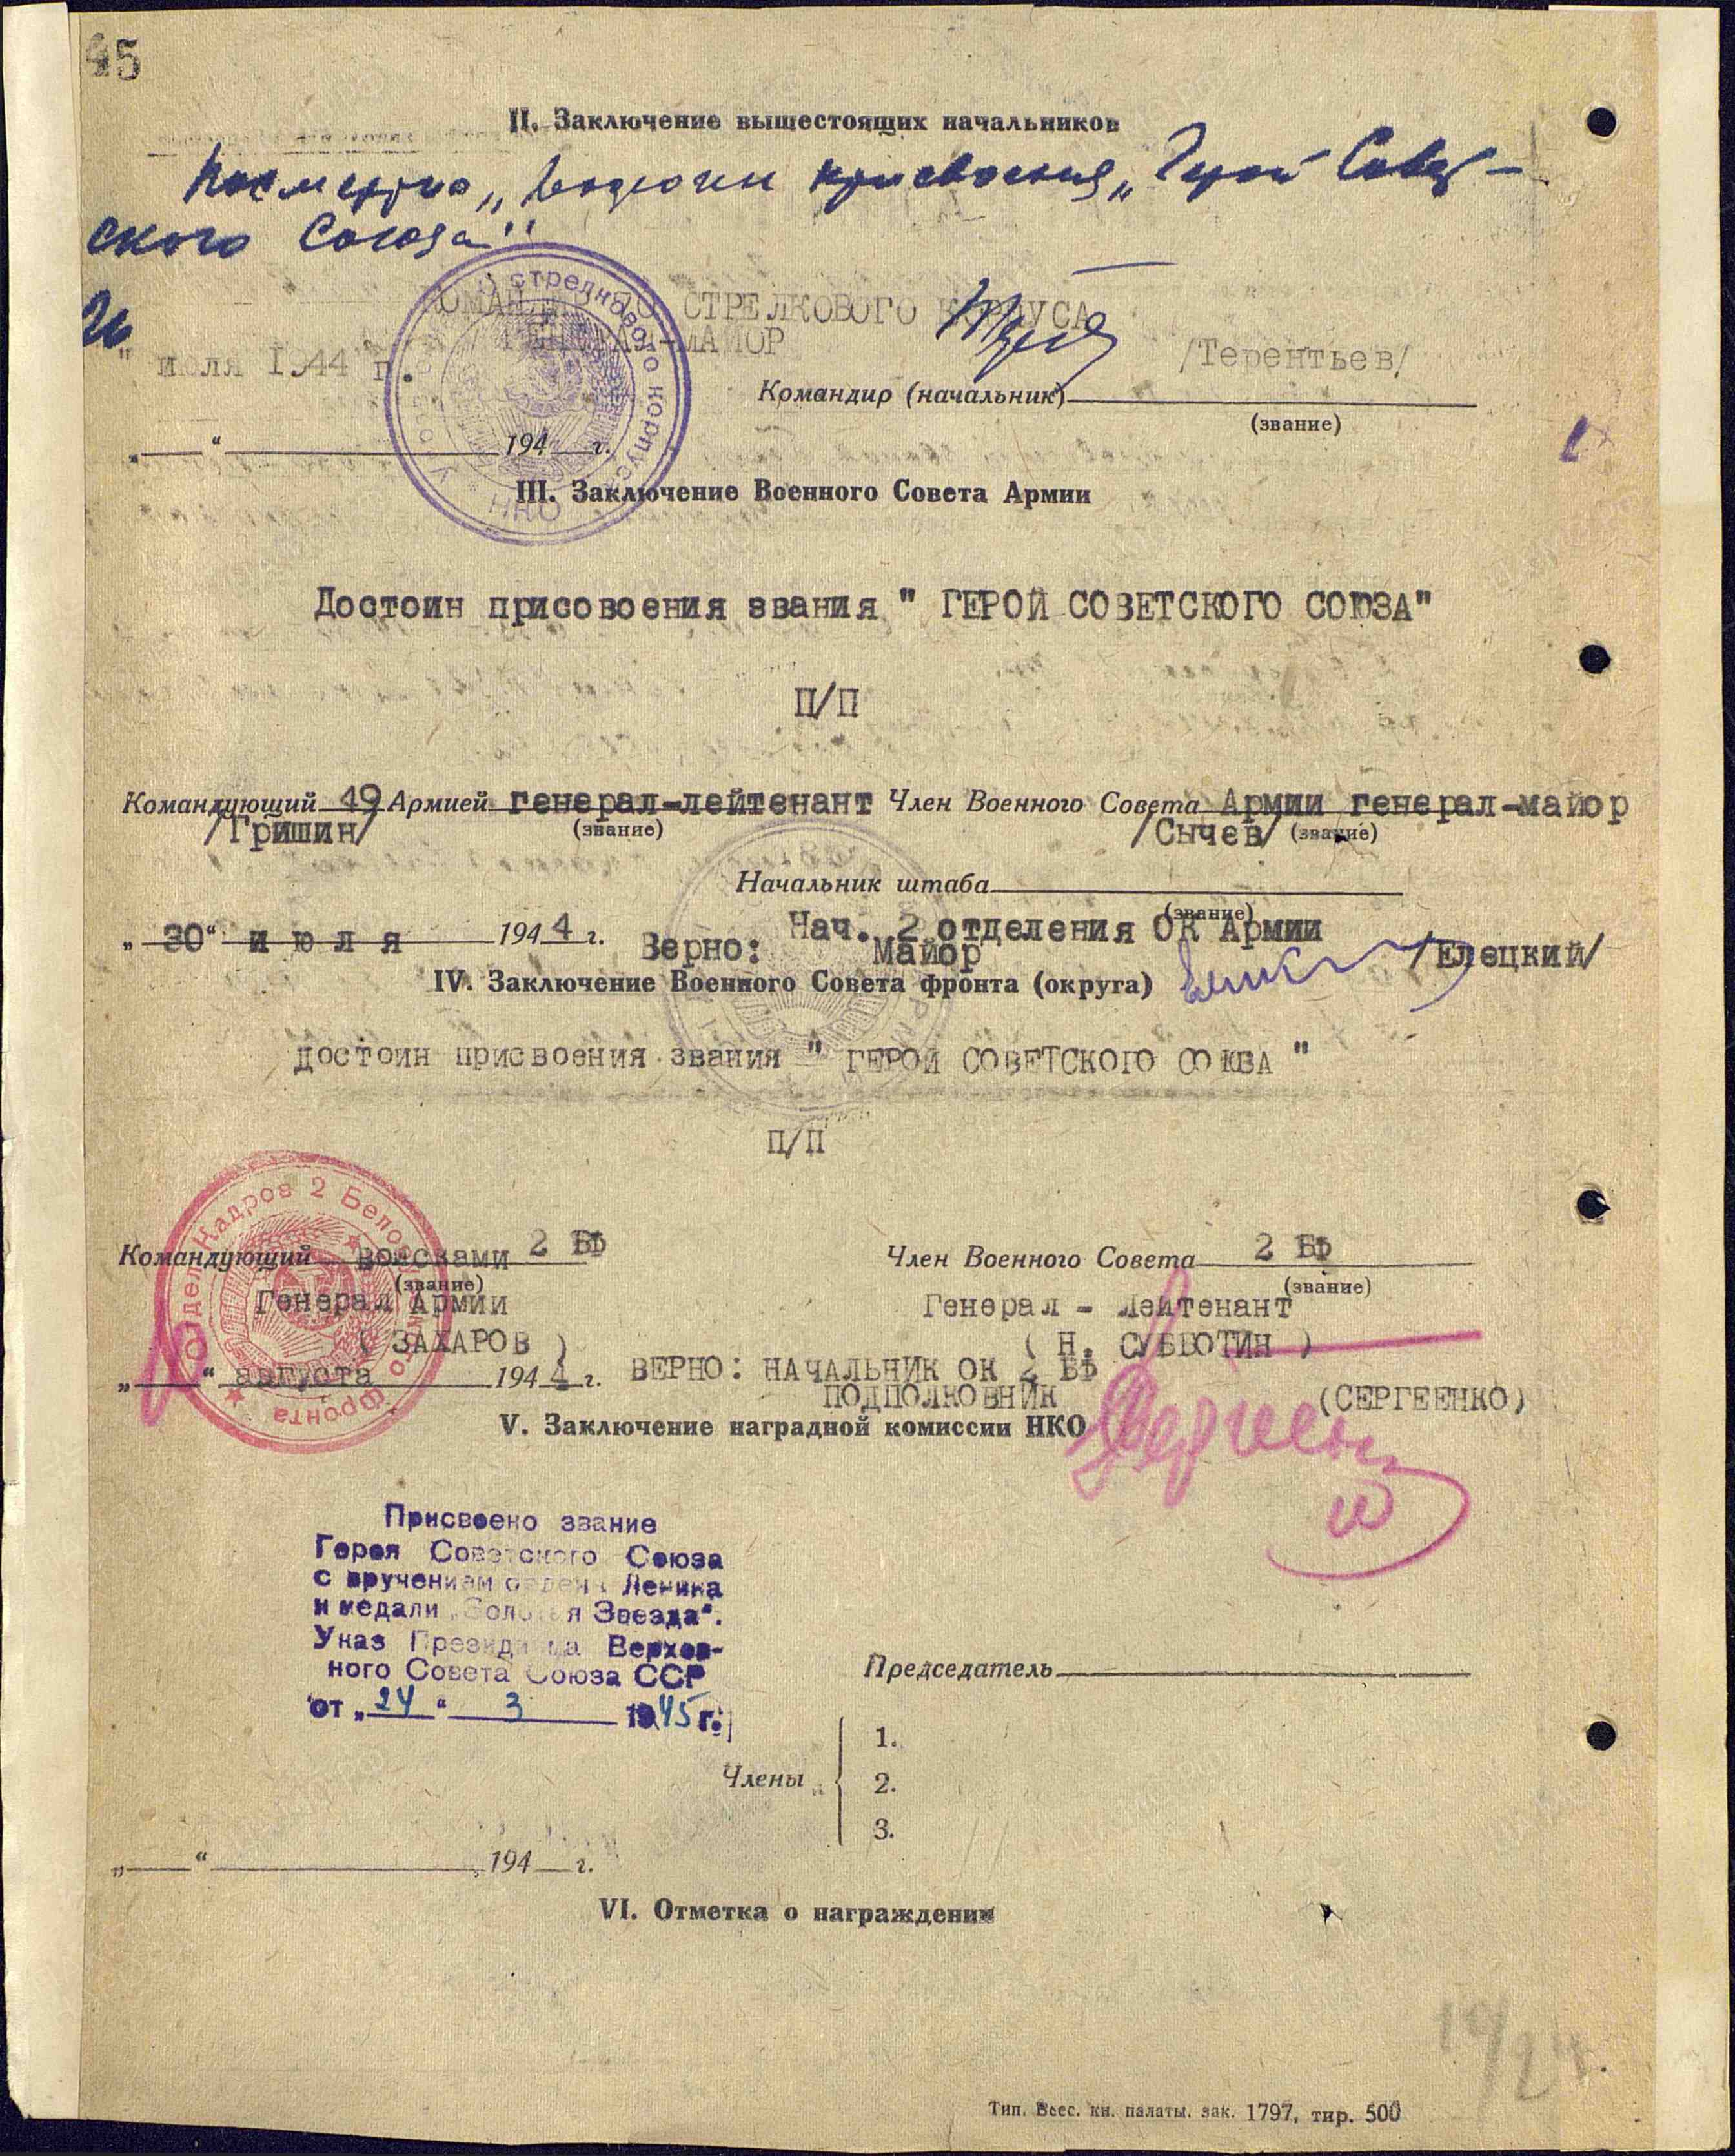 45
II. Заключение вышестоящих начальников
Посмертно присвоения „Герой Совет-
ского Союза"
КОМАНДИР СТРЕЛКОВОГО КОРПУСА
ГЕНЕРАЛ-МАЙОР
/Терентьев/
июля 1944 г.
Командир (начальник)
(звание)
„ “ 194 г.
III. Заключение Военного Совета Армии
Достоин присовоения звания " ГЕРОЙ СОВЕТСКОГО СОЮЗА"
П/П
Командующий 49 Армией генерал-лейтенант Член Военного Совета Армии генерал-майор
/Гришин/ (звание) /Сычев/ (звание)
Начальник штаба
(звание)
„ 30 “ июля 1944 г. Верно: Нач. 2 отделения ОК Армии
Майор /Елецкий/
IV. Заключение Военного Совета фронта (округа)
достоин присвоения звания " ГЕРОЙ СОВЕТСКОГО СОЮЗА "
П/П
Отдел Кадров 2 Белорусского Фронта
Командующий войсками 2 БФ Член Военного Совета 2 БФ
(звание) (звание)
Генерал Армии Генерал - Лейтенант
( ЗАХАРОВ ) ( Н. СУББОТИН )
„ “ августа 1944 г. ВЕРНО: НАЧАЛЬНИК ОК 2 БФ
ПОДПОЛКОВНИК (СЕРГЕЕНКО)
V. Заключение наградной комиссии НКО
Присвоено звание
Героя Советского Союза
с вручением ордена Ленина
и медали „Золотая Звезда“.
Указ Президиума Верхов-
ного Совета Союза ССР
от „ 24 “ 3 1945 г.
Председатель
1.
Члены 2.
3.
„ “ 194 г.
VI. Отметка о награждении
Тип. Всес. кн. палаты. зак. 1797, тир. 500